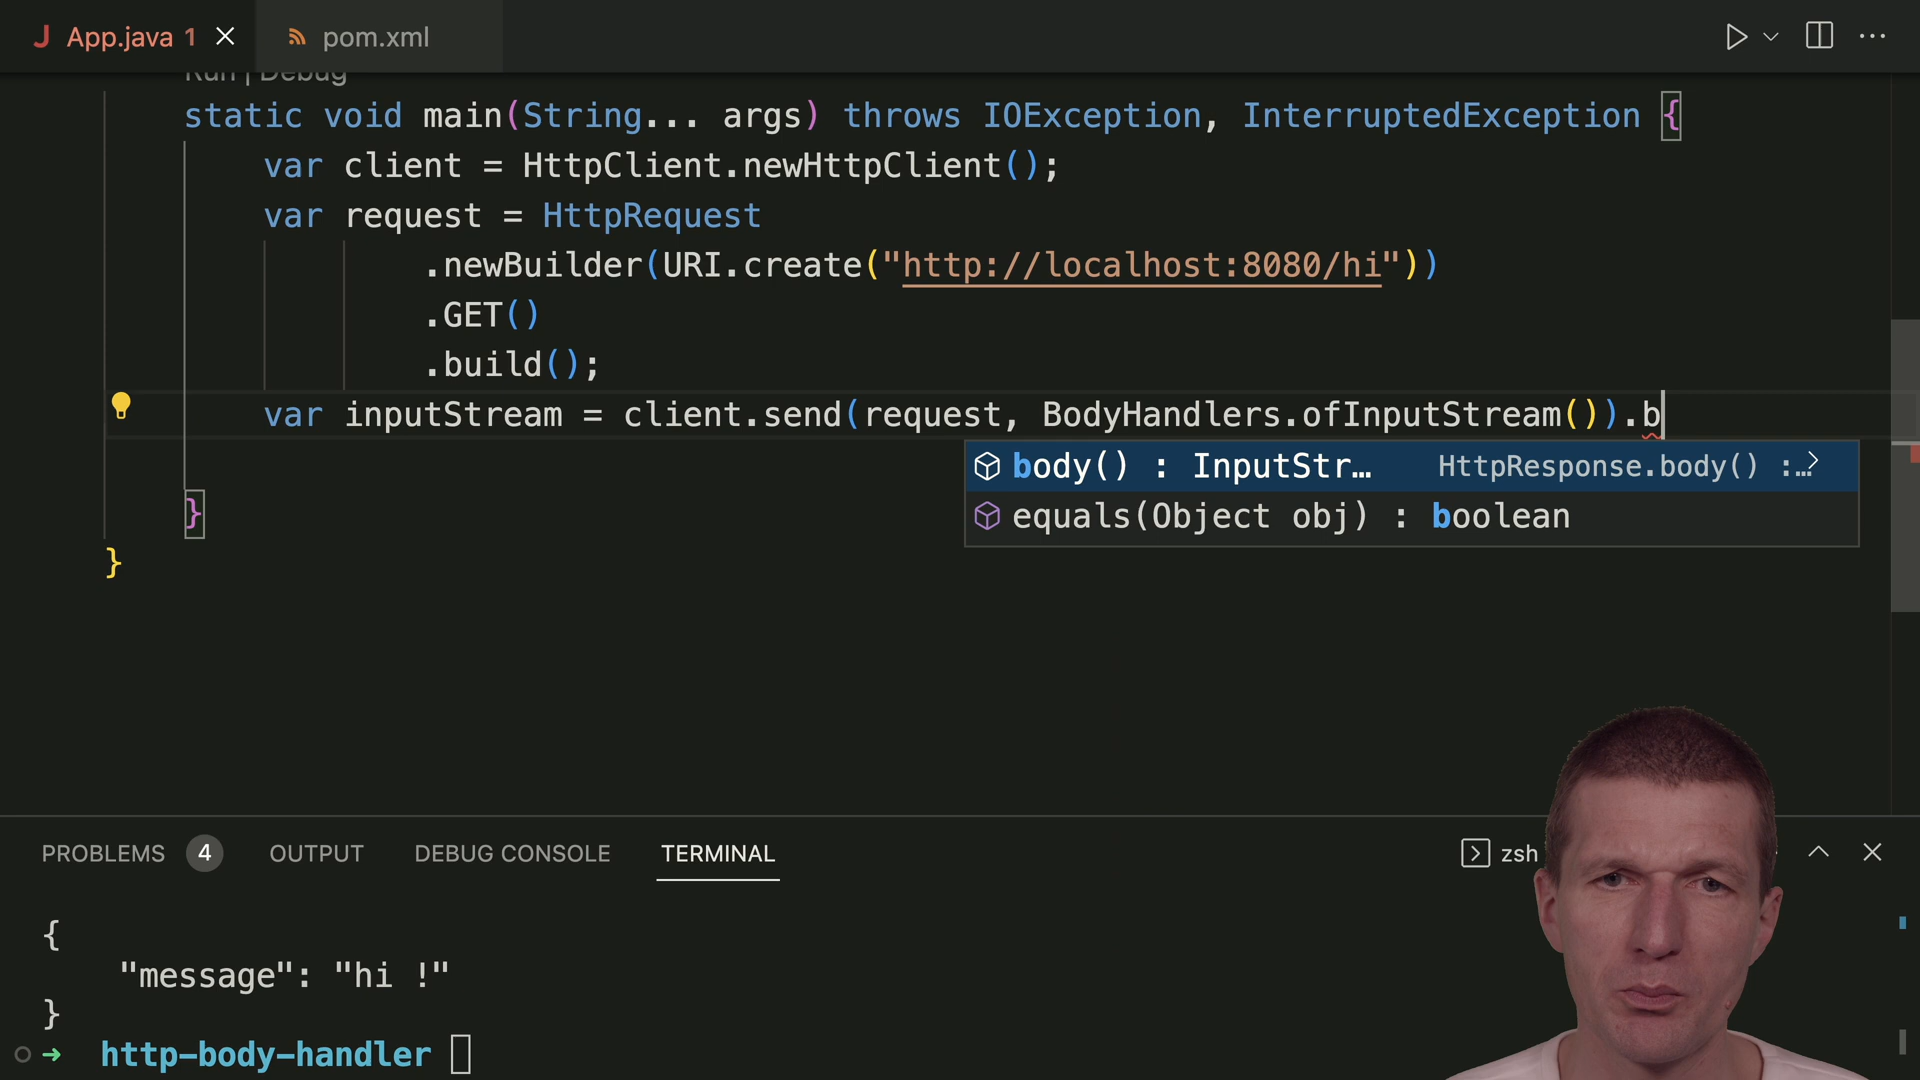 App.java 1
pom.xml
Run | Debug
static void main(String... args) throws IOException, InterruptedException {
var client = HttpClient.newHttpClient();
var request = HttpRequest
.newBuilder(URI.create("http://localhost:8080/hi"))
.GET()
.build();
var inputStream = client.send(request, BodyHandlers.ofInputStream()).b
body() : InputStr… HttpResponse.body() :…
equals(Object obj) : boolean
}
}
PROBLEMS 4 OUTPUT DEBUG CONSOLE TERMINAL zsh
{
"message": "hi !"
}
http-body-handler